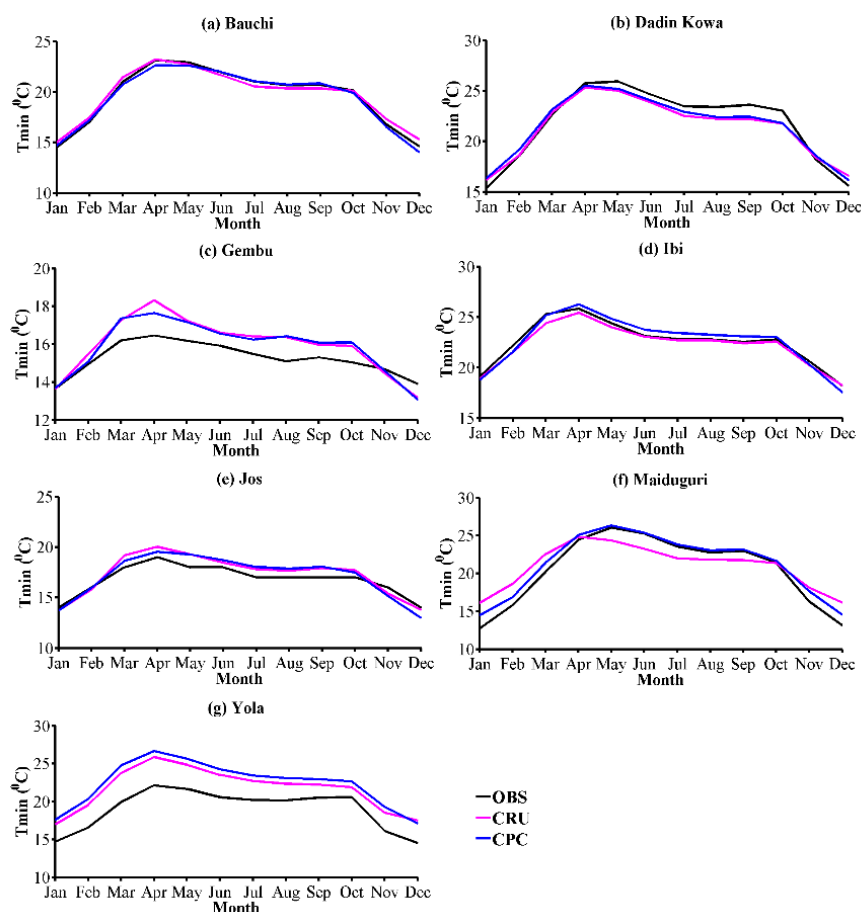 (a) Bauchi
Tmin (⁰C)
25
20
15
10
Jan Feb Mar Apr May Jun Jul Aug Sep Oct Nov Dec
Month
(b) Dadin Kowa
Tmin (⁰C)
30
25
20
15
Jan Feb Mar Apr May Jun Jul Aug Sep Oct Nov Dec
Month
(c) Gembu
Tmin (⁰C)
20
18
16
14
12
Jan Feb Mar Apr May Jun Jul Aug Sep Oct Nov Dec
Month
(d) Ibi
Tmin (⁰C)
30
25
20
15
Jan Feb Mar Apr May Jun Jul Aug Sep Oct Nov Dec
Month
(e) Jos
Tmin (⁰C)
25
20
15
10
Jan Feb Mar Apr May Jun Jul Aug Sep Oct Nov Dec
Month
(f) Maiduguri
Tmin (⁰C)
30
25
20
15
10
Jan Feb Mar Apr May Jun Jul Aug Sep Oct Nov Dec
Month
(g) Yola
Tmin (⁰C)
30
25
20
15
10
Jan Feb Mar Apr May Jun Jul Aug Sep Oct Nov Dec
Month
OBS
CRU
CPC